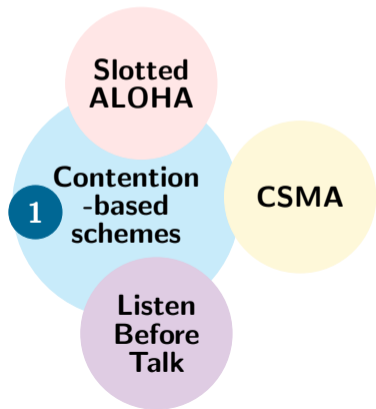 Slotted
ALOHA
Contention
-based
schemes
1
CSMA
Listen
Before
Talk